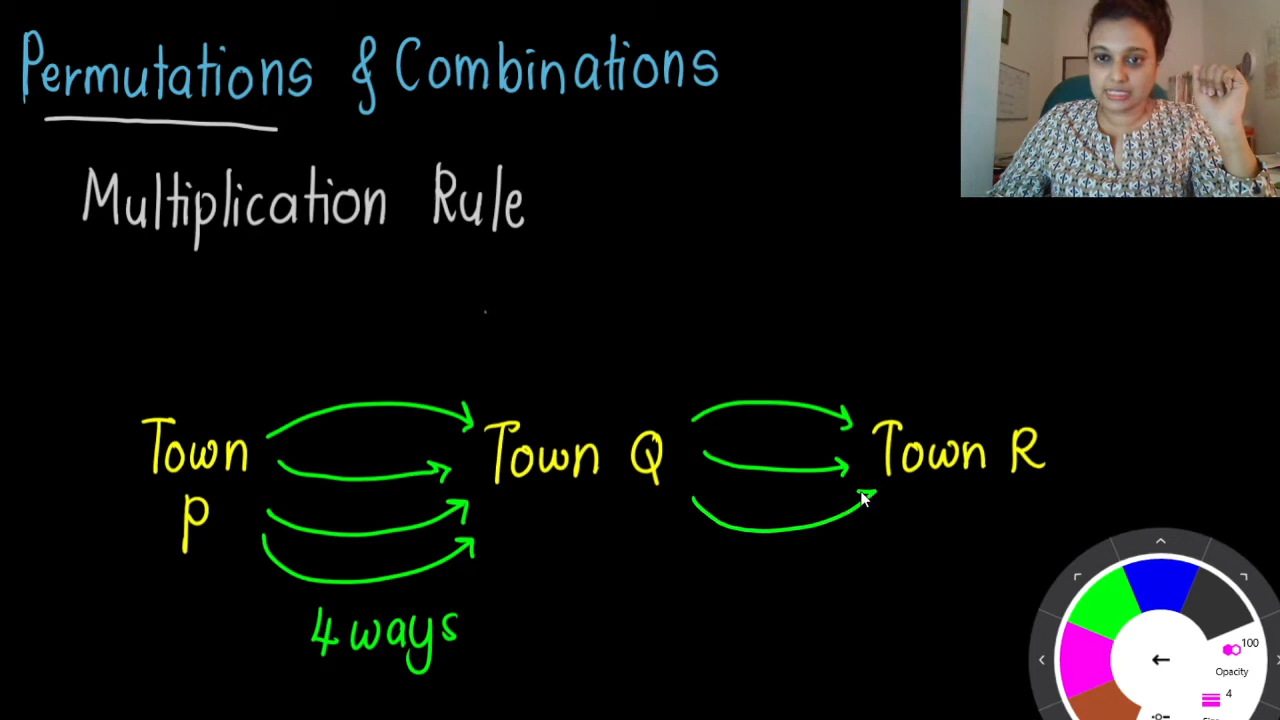 Permutations & Combinations
Multiplication Rule
Town P
Town Q
Town R
4 ways
100
Opacity
4